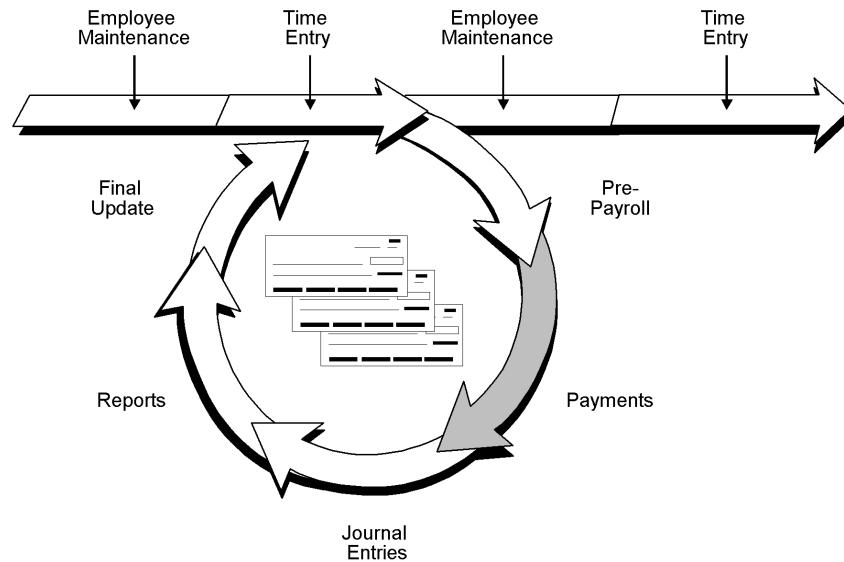 Employee
Maintenance
Time
Entry
Employee
Maintenance
Time
Entry
Final
Update
Pre-
Payroll
Reports
Payments
Journal
Entries